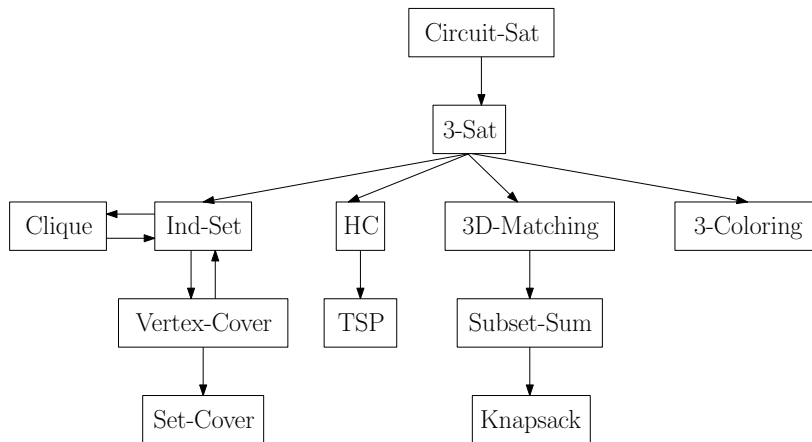 Circuit-Sat
3-Sat
Clique
Ind-Set
HC
3D-Matching
3-Coloring
Vertex-Cover
TSP
Subset-Sum
Set-Cover
Knapsack